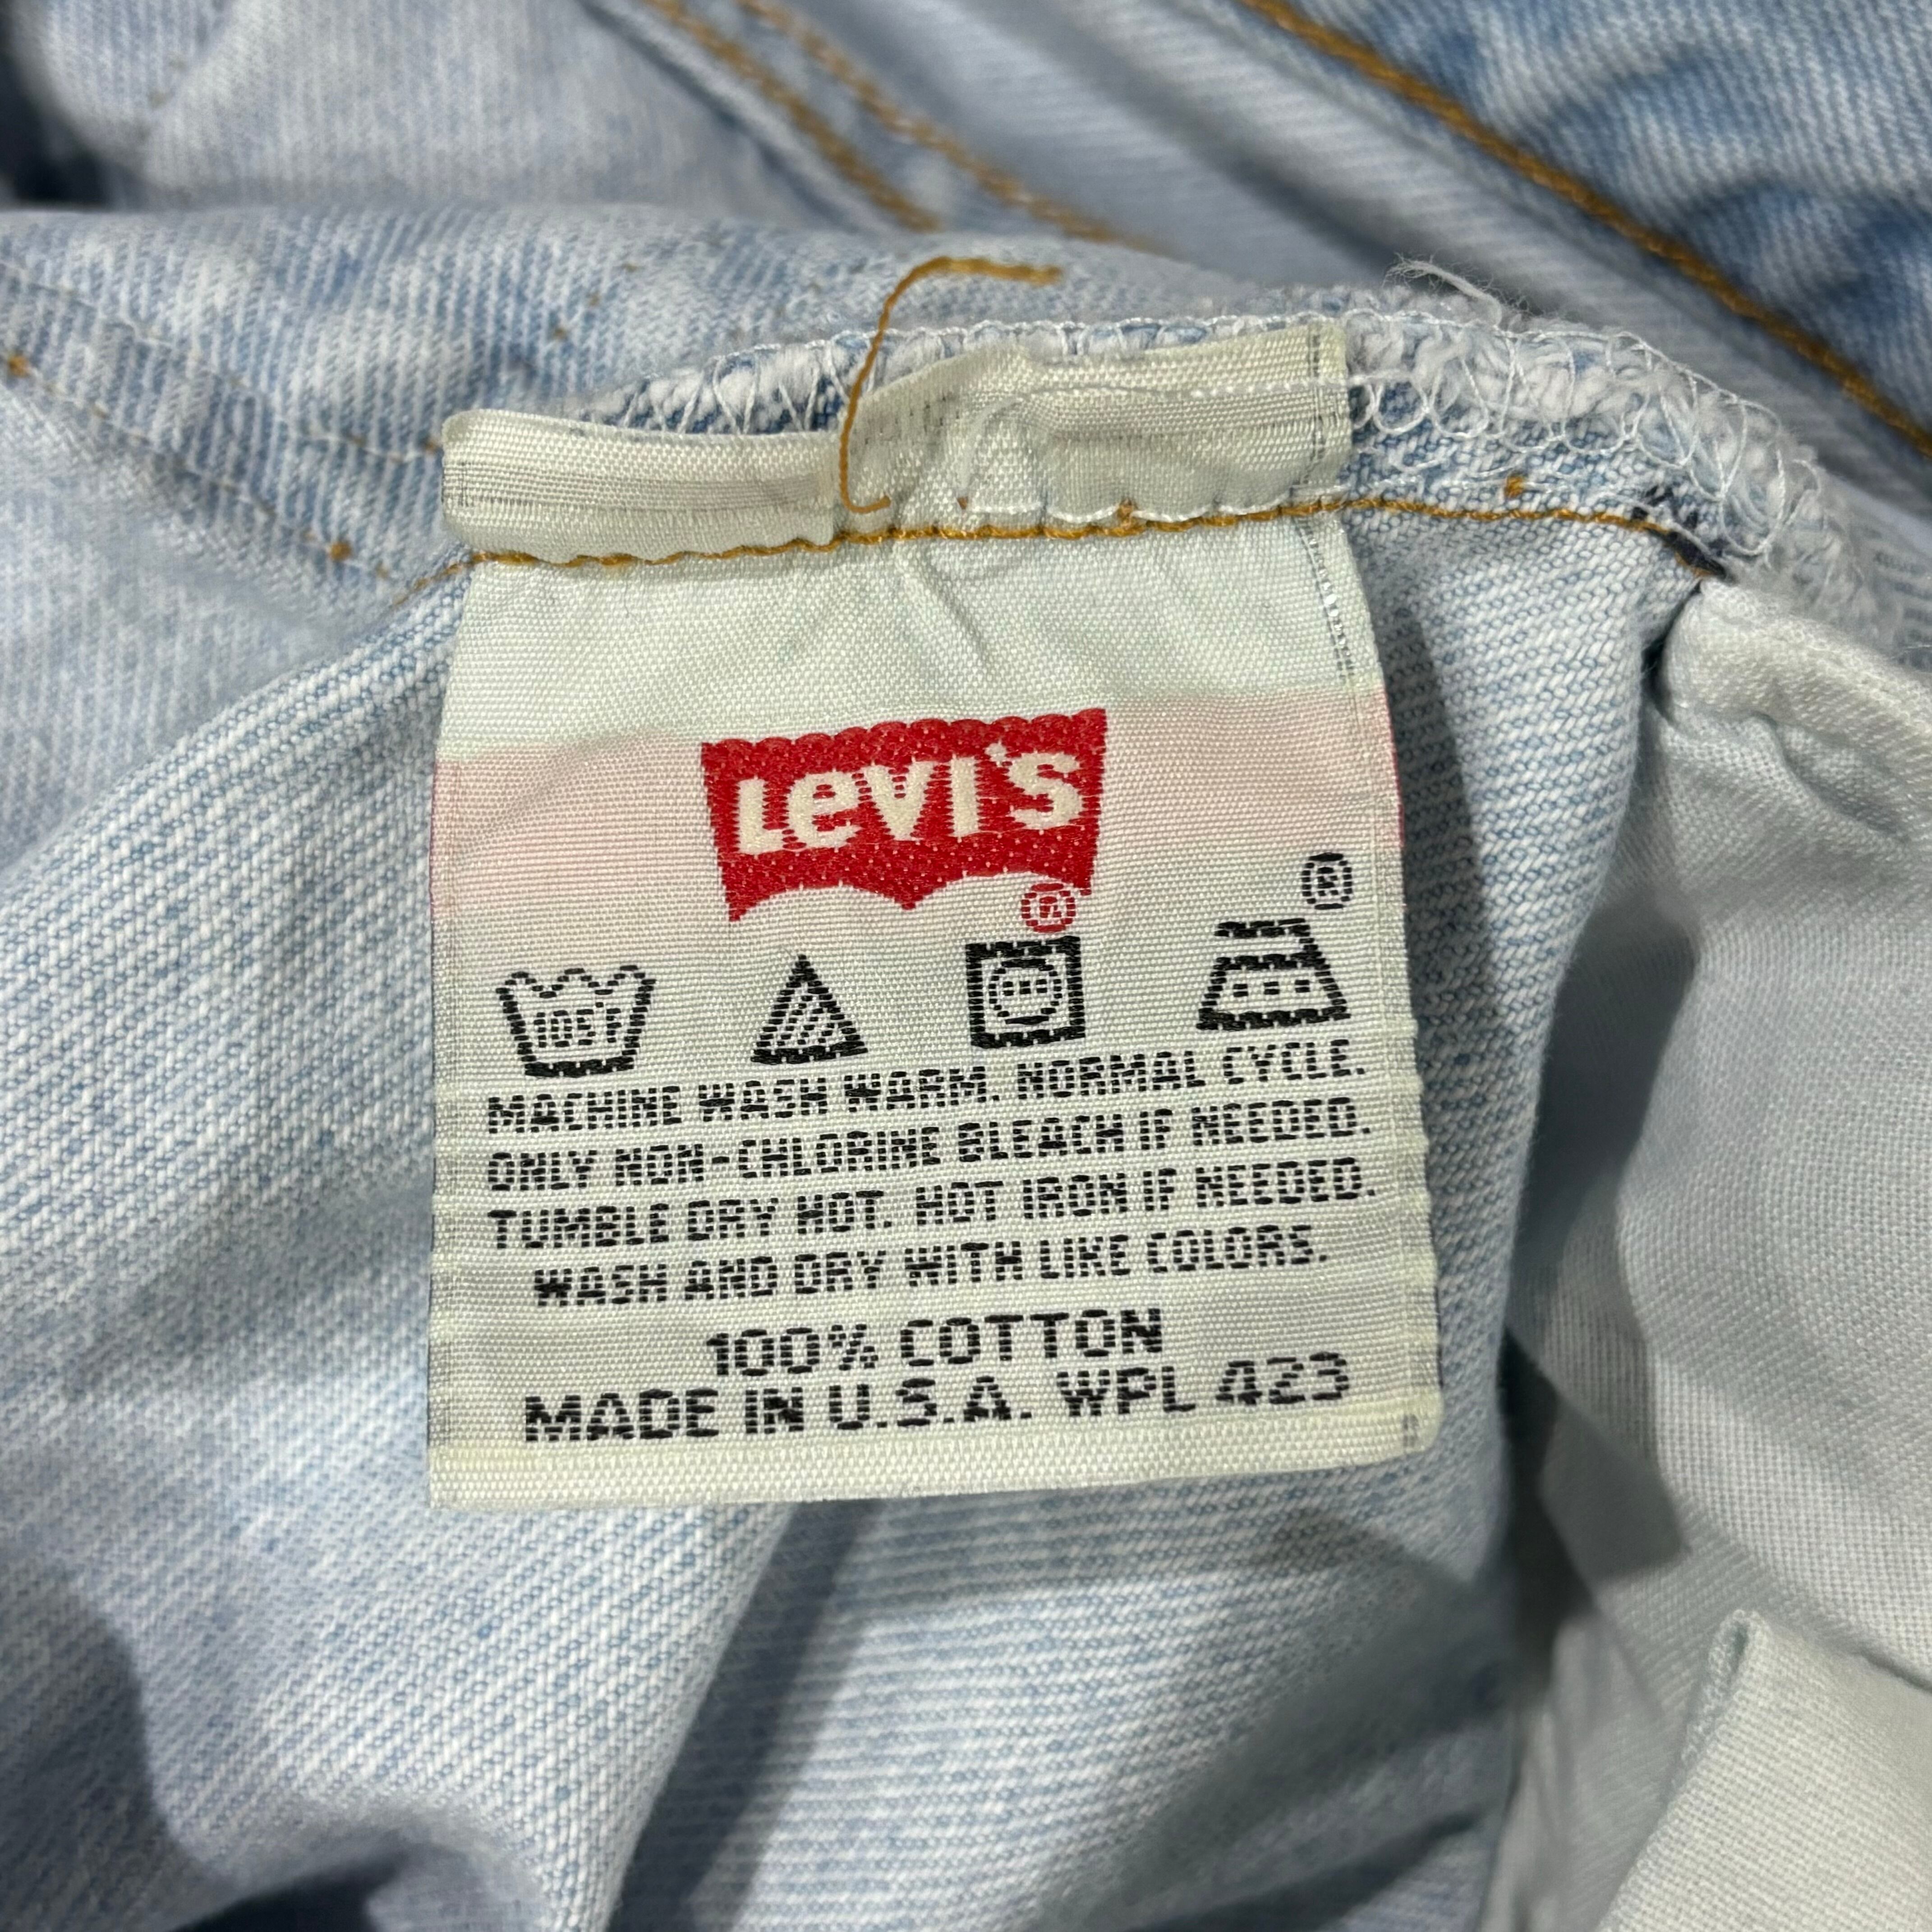 LEVI'S
®
®
105F
MACHINE WASH WARM. NORMAL CYCLE.
ONLY NON-CHLORINE BLEACH IF NEEDED.
TUMBLE DRY HOT. HOT IRON IF NEEDED.
WASH AND DRY WITH LIKE COLORS.
100% COTTON
MADE IN U.S.A. WPL 423